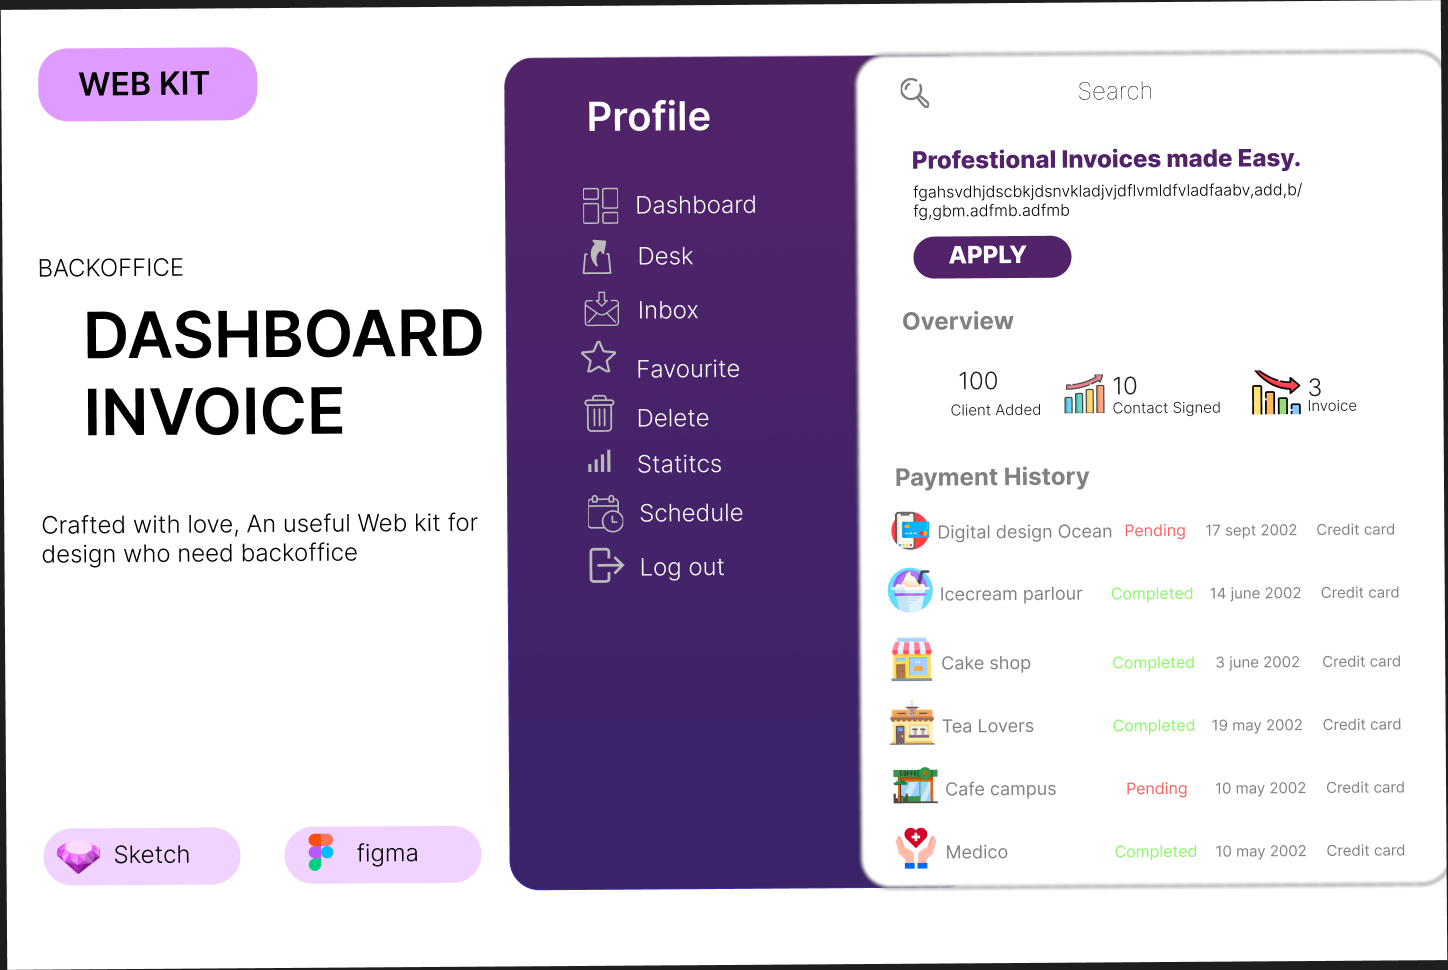 WEB KIT
BACKOFFICE
DASHBOARD
INVOICE
Crafted with love, An useful Web kit for
design who need backoffice
Sketch
figma
Profile
Dashboard
Desk
Inbox
Favourite
Delete
Statitcs
Schedule
Log out
Search
Profestional Invoices made Easy.
fgahsvdhjdscbkjdsnvkladjvjdflvmldfvladfaabv,add,b/
fg,gbm.adfmb.adfmb
APPLY
Overview
100
Client Added
10
Contact Signed
3
Invoice
Payment History
Digital design Ocean Pending 17 sept 2002 Credit card
Icecream parlour Completed 14 june 2002 Credit card
Cake shop Completed 3 june 2002 Credit card
Tea Lovers Completed 19 may 2002 Credit card
COFFEE
Cafe campus Pending 10 may 2002 Credit card
Medico Completed 10 may 2002 Credit card